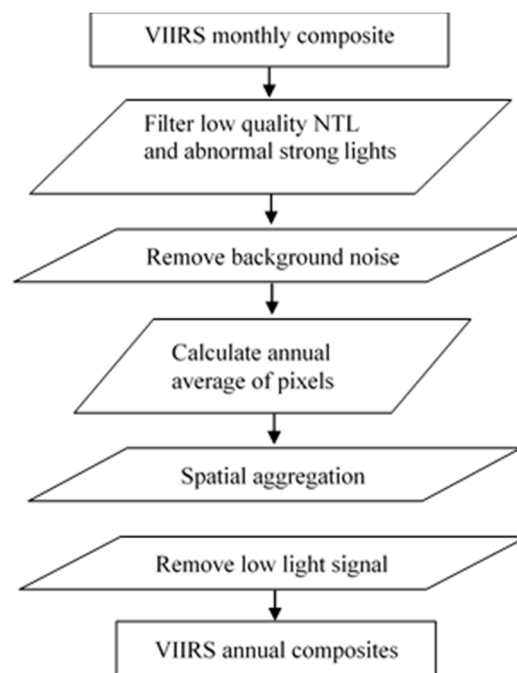 VIIRS monthly composite
Filter low quality NTL
and abnormal strong lights
Remove background noise
Calculate annual
average of pixels
Spatial aggregation
Remove low light signal
VIIRS annual composites